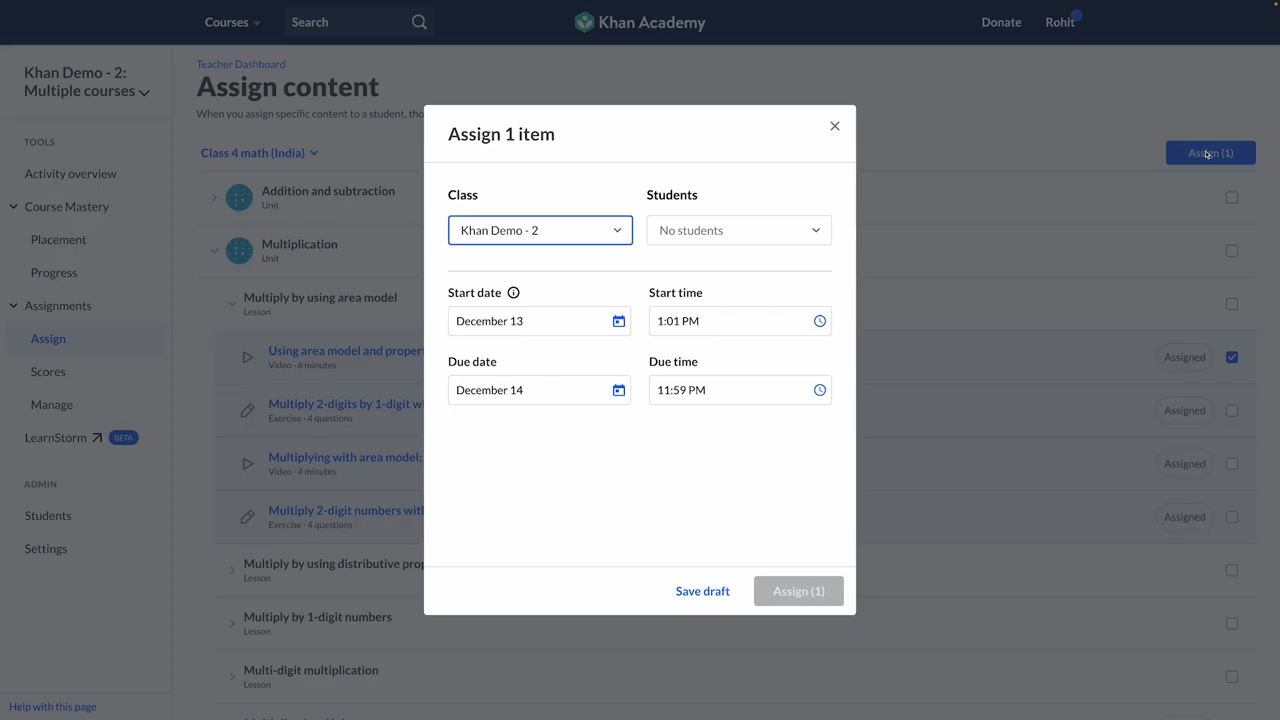 Courses
Search
Khan Academy
Donate
Rohit
Khan Demo - 2:
Multiple courses
TOOLS
Activity overview
Course Mastery
Placement
Progress
Assignments
Assign
Scores
Manage
LearnStorm BETA
ADMIN
Students
Settings
Help with this page
Teacher Dashboard
Assign content
When you assign specific content to a student, tho
Class 4 math (India)
Assign (1)
Addition and subtraction
Unit
Multiplication
Unit
Multiply by using area model
Lesson
Using area model and proper
Video · 6 minutes
Assigned
Multiply 2-digits by 1-digit wi
Exercise · 4 questions
Assigned
Multiplying with area model:
Video · 4 minutes
Assigned
Multiply 2-digit numbers wit
Exercise · 4 questions
Assigned
Multiply by using distributive pro
Lesson
Multiply by 1-digit numbers
Lesson
Multi-digit multiplication
Lesson
Assign 1 item
Class
Students
Khan Demo - 2
No students
Start date
Start time
December 13
1:01 PM
Due date
Due time
December 14
11:59 PM
Save draft
Assign (1)